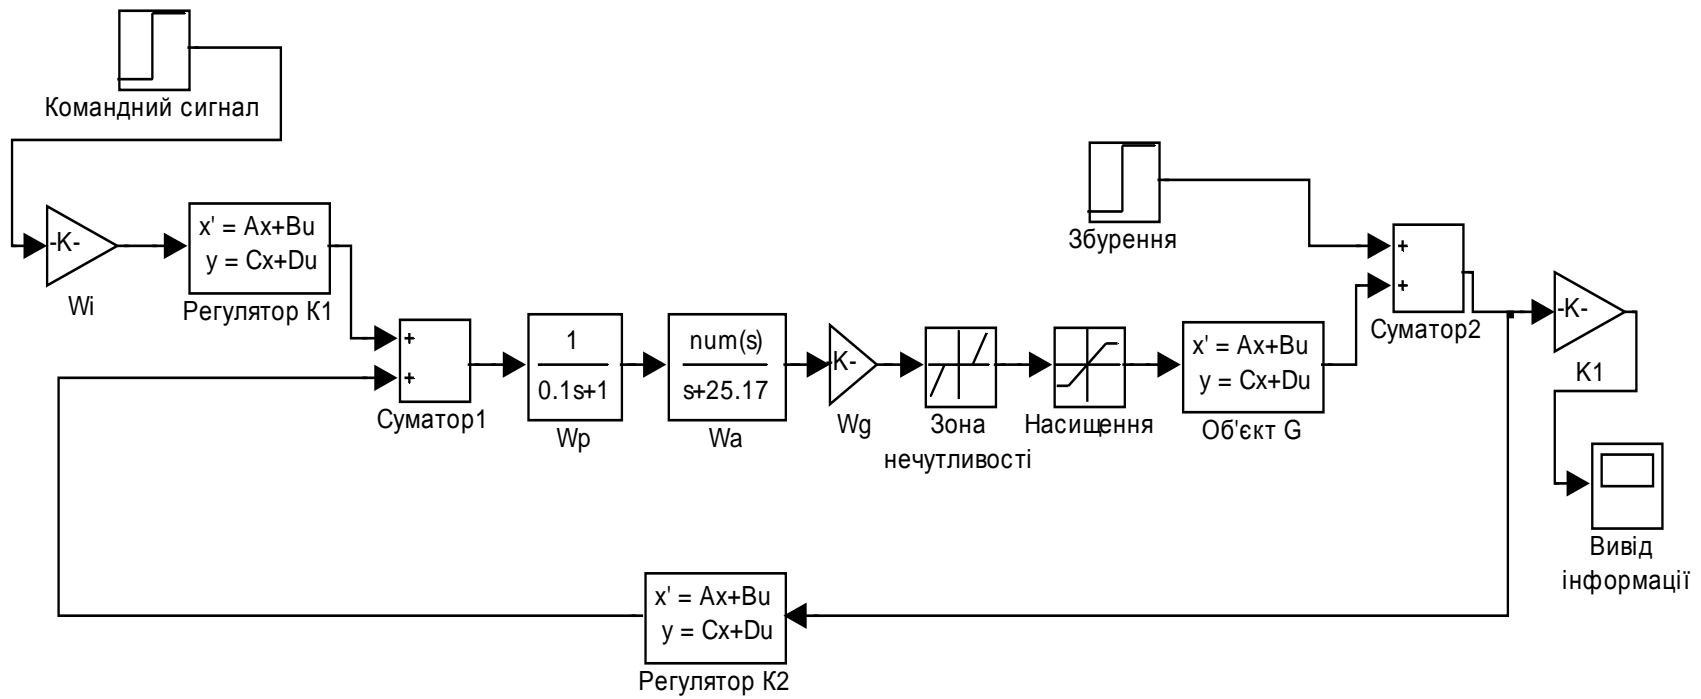 Командний сигнал
-K-
Wi
x' = Ax+Bu
y = Cx+Du
Регулятор К1
+
+
Суматор1
1
0.1s+1
Wp
num(s)
s+25.17
Wa
K-
Wg
Зона
нечутливості
Насищення
x' = Ax+Bu
y = Cx+Du
Об'єкт G
Збурення
+
+
Суматор2
-K-
K1
Вивід
інформації
x' = Ax+Bu
y = Cx+Du
Регулятор К2